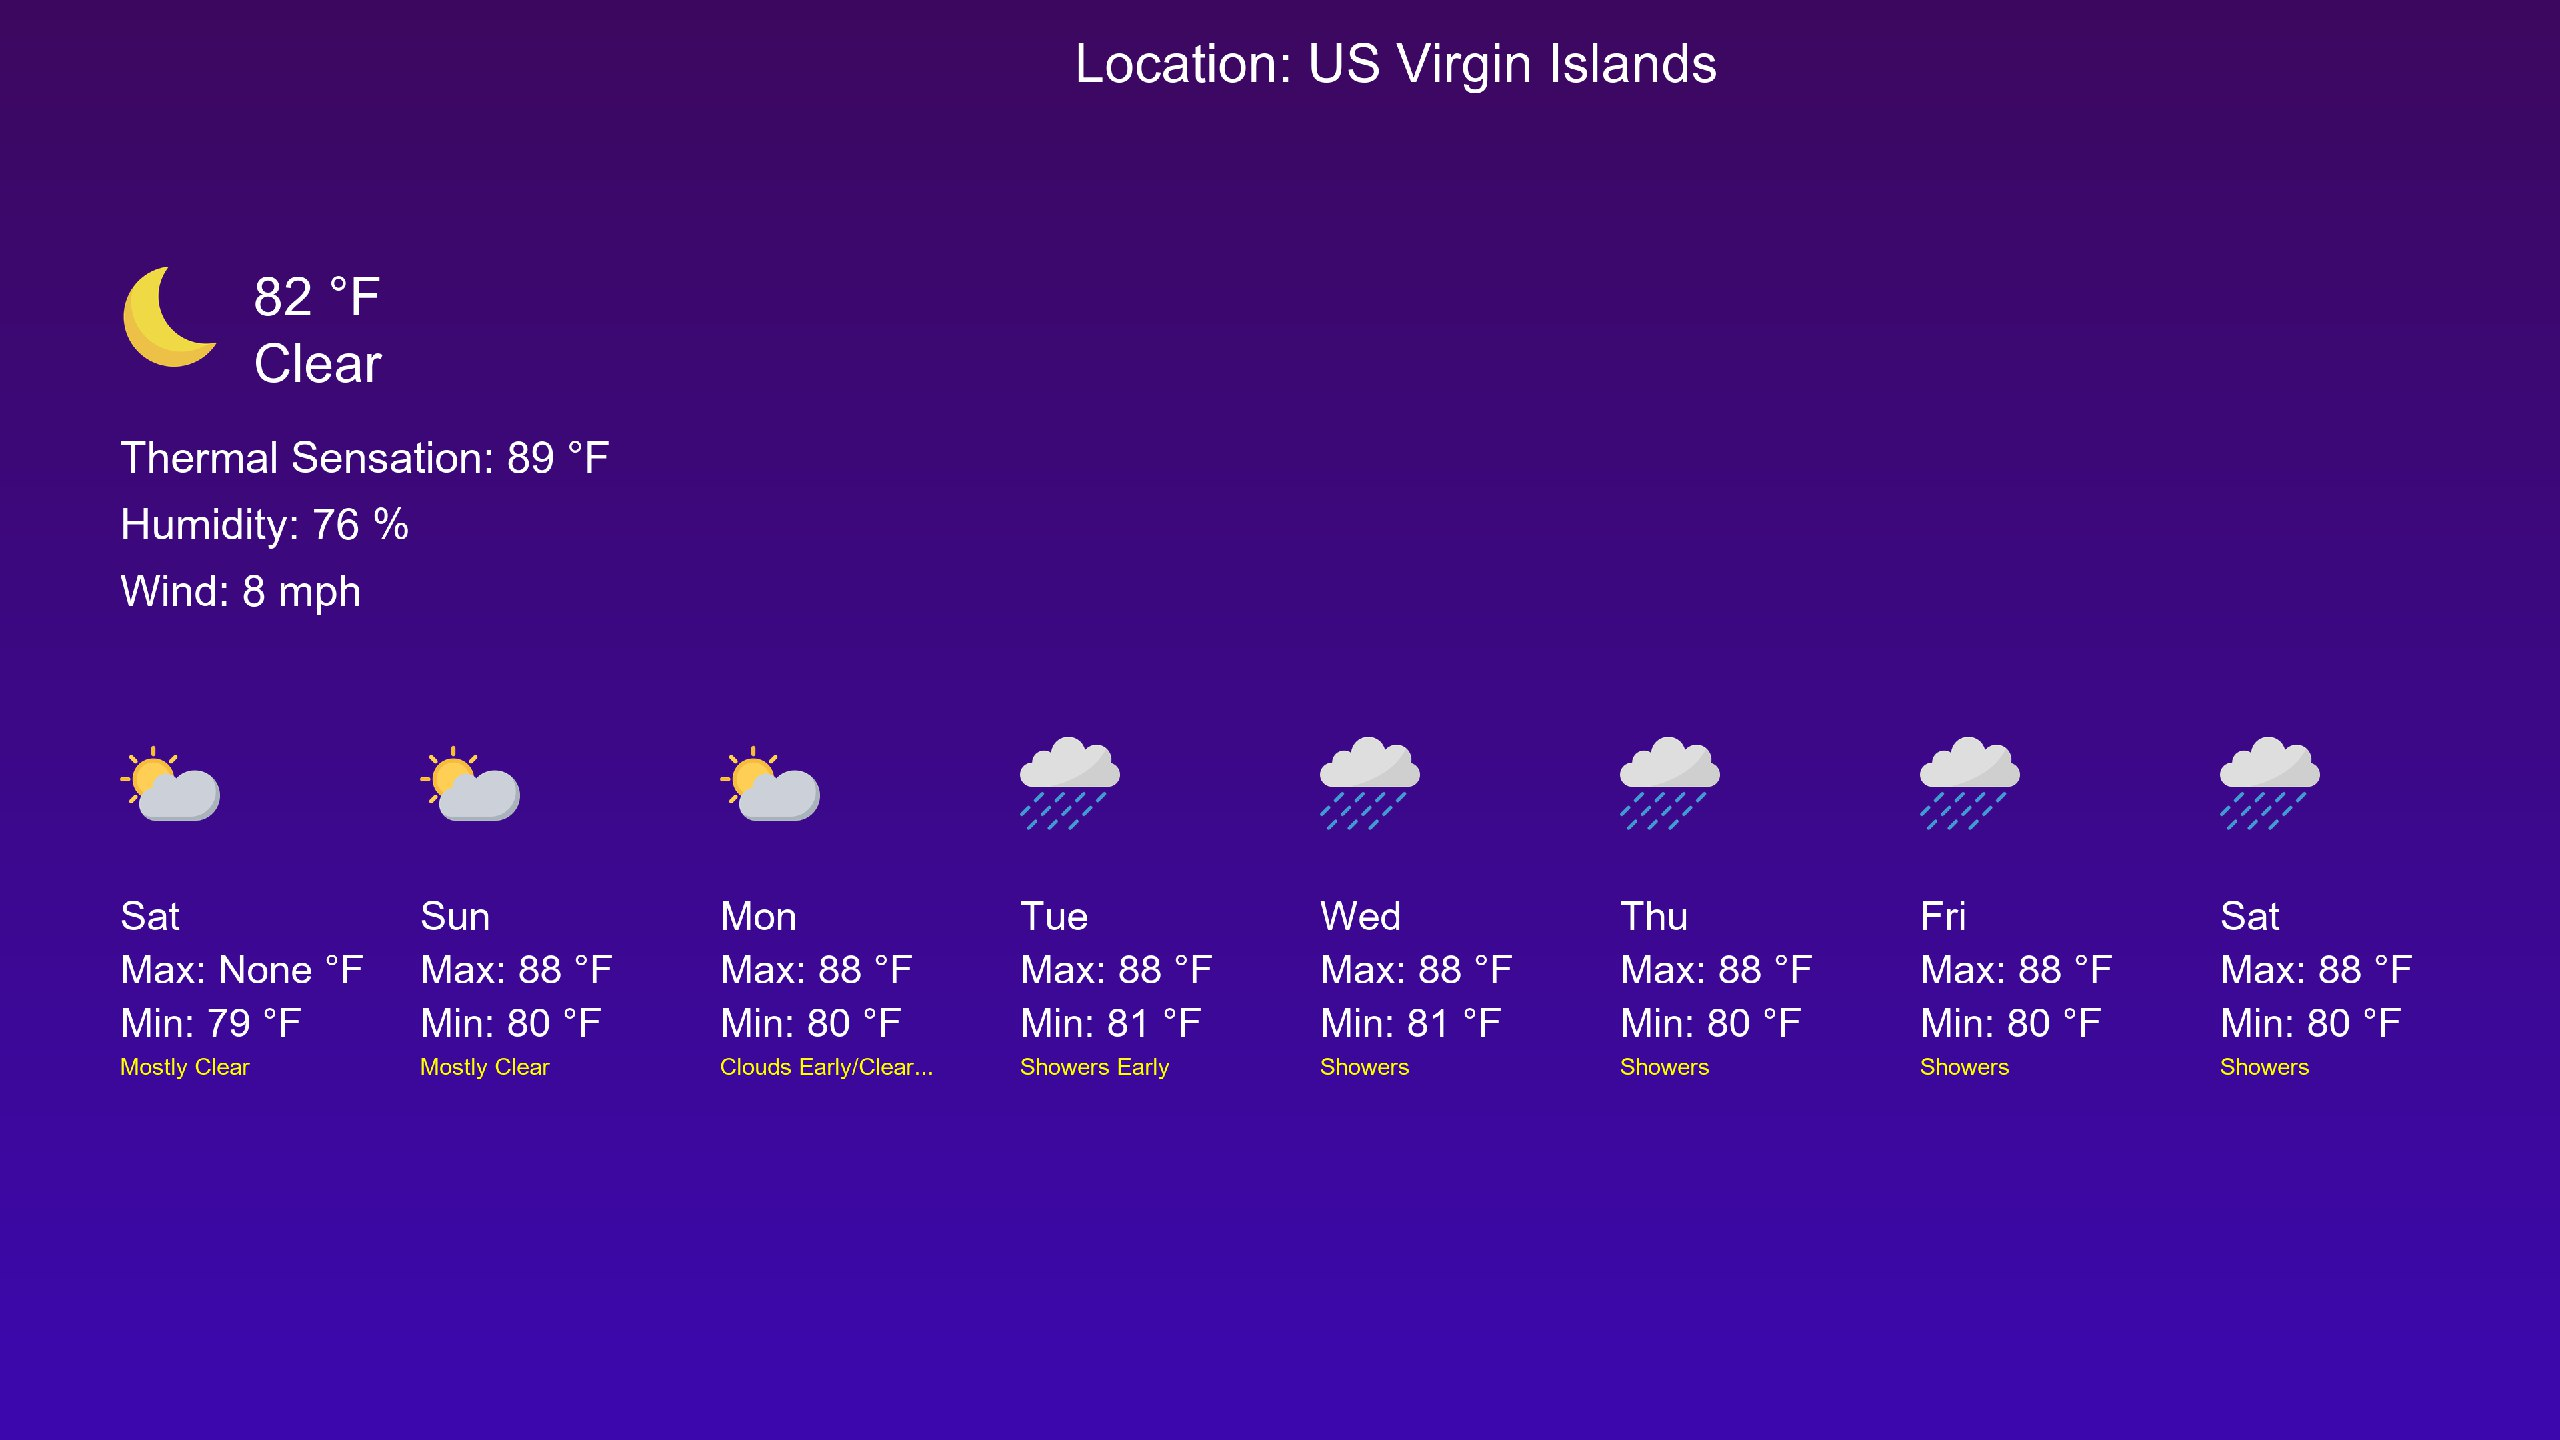 Location: US Virgin Islands
82 °F
Clear
Thermal Sensation: 89 °F
Humidity: 76 %
Wind: 8 mph
Sat
Max: None °F
Min: 79 °F
Mostly Clear
Sun
Max: 88 °F
Min: 80 °F
Mostly Clear
Mon
Max: 88 °F
Min: 80 °F
Clouds Early/Clear...
Tue
Max: 88 °F
Min: 81 °F
Showers Early
Wed
Max: 88 °F
Min: 81 °F
Showers
Thu
Max: 88 °F
Min: 80 °F
Showers
Fri
Max: 88 °F
Min: 80 °F
Showers
Sat
Max: 88 °F
Min: 80 °F
Showers